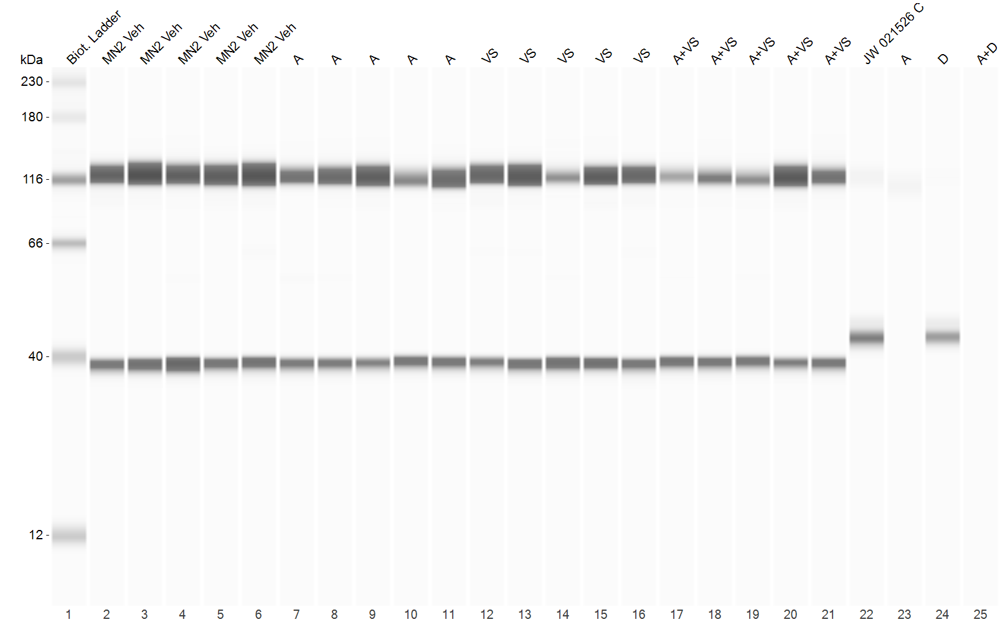 Biot. Ladder
MN2 Veh
MN2 Veh
MN2 Veh
MN2 Veh
MN2 Veh
A
A
A
A
A
VS
VS
VS
VS
VS
A+VS
A+VS
A+VS
A+VS
A+VS
JW 021526 C
A
D
A+D
kDa
230 -
180 -
116 -
66 -
40 -
12 -
1 2 3 4 5 6 7 8 9 10 11 12 13 14 15 16 17 18 19 20 21 22 23 24 25